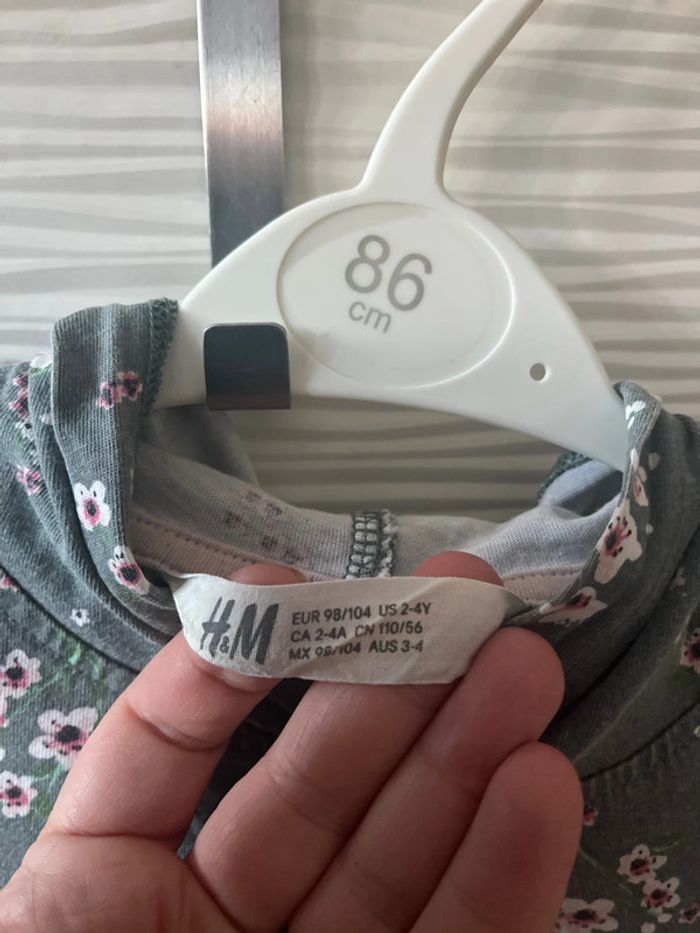 86
cm
H&M
EUR 98/104 US 2-4Y
CA 2-4A CN 110/56
MX 98/104 AUS 3-4